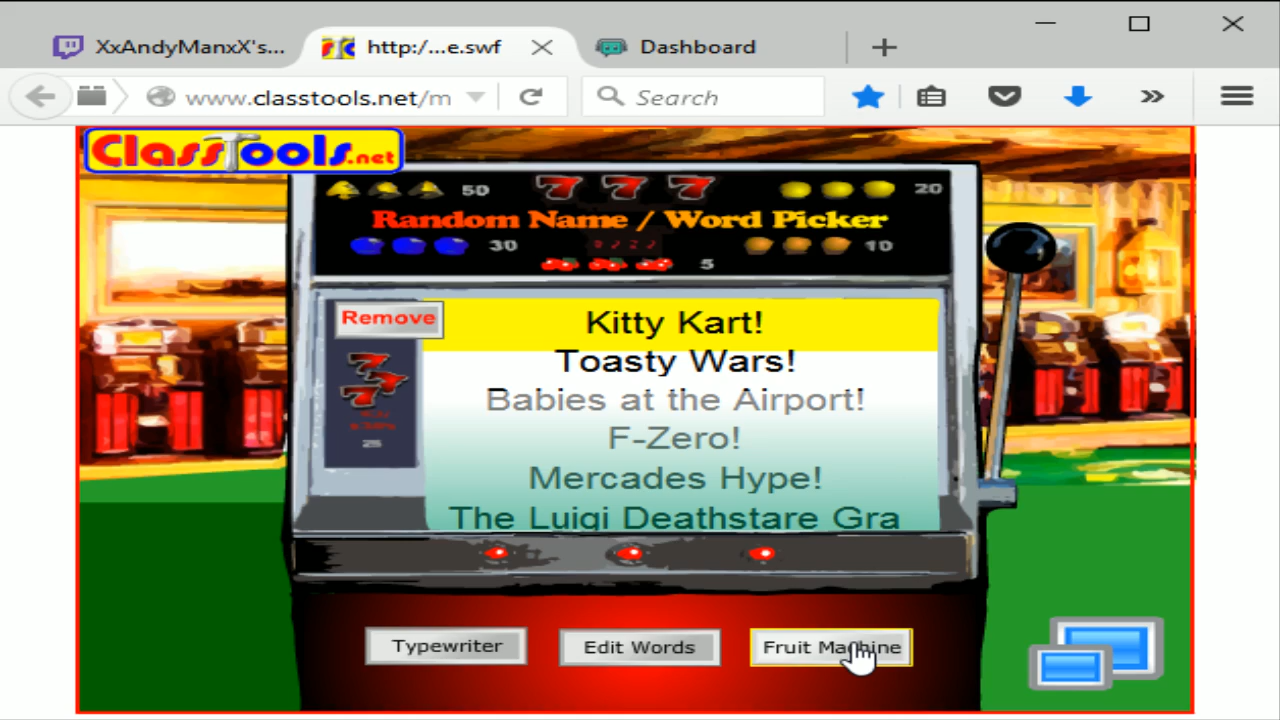 XxAndyManxX's...
http:/...e.swf
Dashboard
www.classtools.net/m
Search
ClassTools.net
50
777
20
Random Name / Word Picker
30
10
5
Remove
Kitty Kart!
Toasty Wars!
Babies at the Airport!
F-Zero!
Mercades Hype!
The Luigi Deathstare Gra
777
25
Typewriter
Edit Words
Fruit Machine